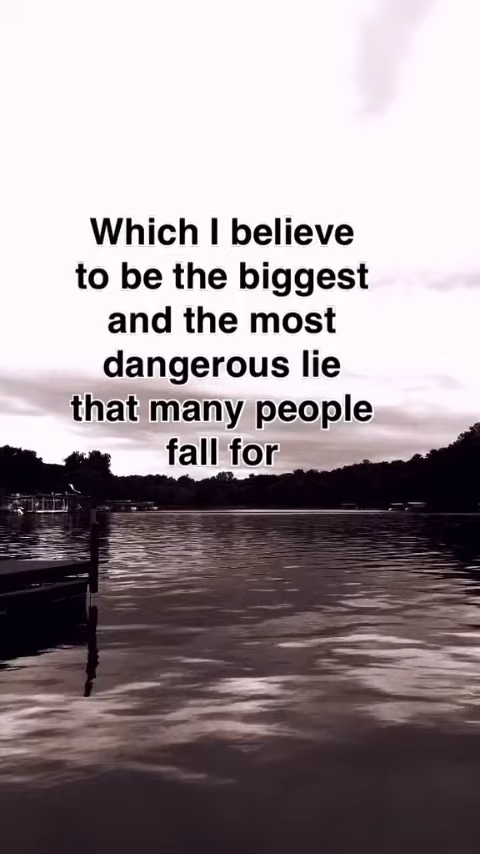 Which I believe
to be the biggest
and the most
dangerous lie
that many people
fall for